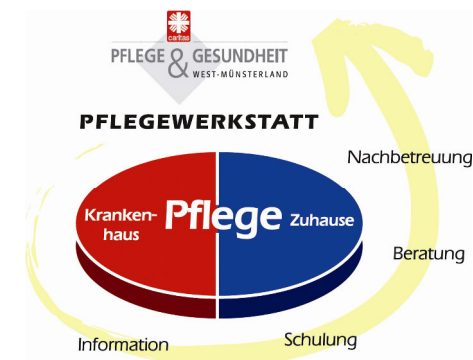 caritas
PFLEGE & GESUNDHEIT
WEST-MÜNSTERLAND
PFLEGEWERKSTATT
Nachbetreuung
Kranken-
haus
Pflege
Zuhause
Beratung
Information
Schulung